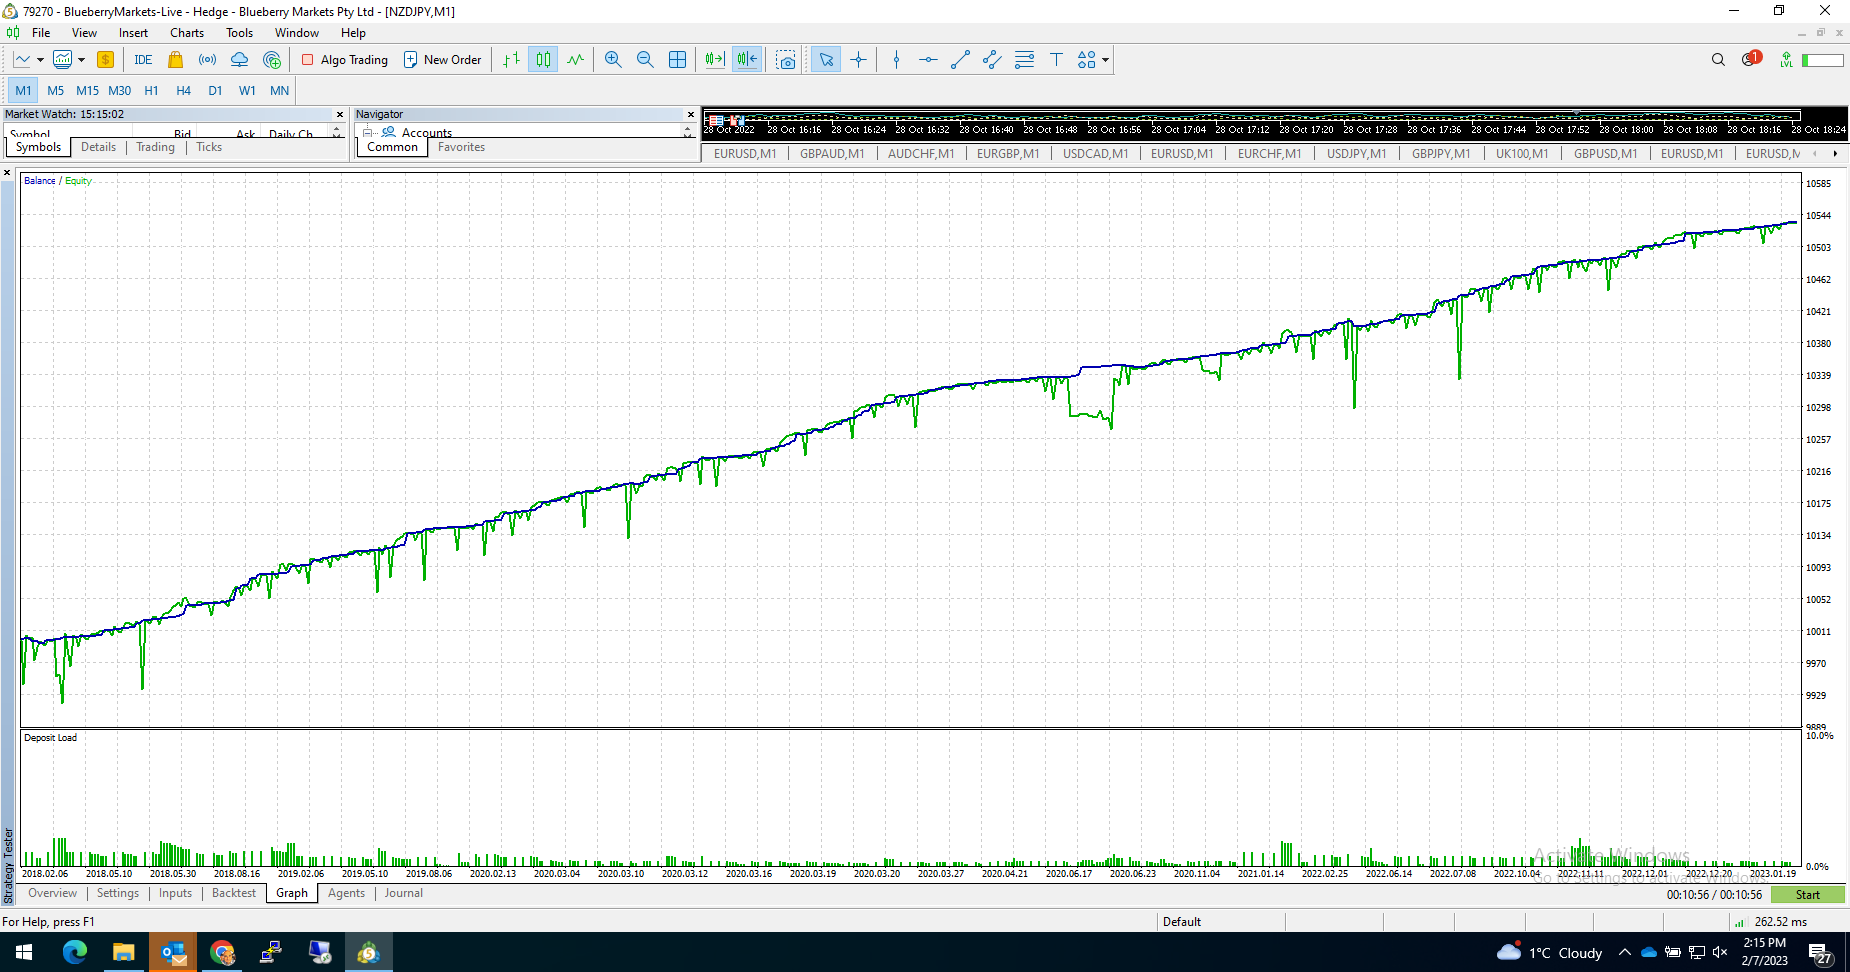 79270 - BlueberryMarkets-Live - Hedge - Blueberry Markets Pty Ltd - [NZDJPY,M1]
File View Insert Charts Tools Window Help
IDE Algo Trading New Order 1 LVL
M1 M5 M15 M30 H1 H4 D1 W1 MN
Market Watch: 15:15:02
Symbol Bid Ask Daily Ch...
Symbols Details Trading Ticks
Navigator
Accounts
Common Favorites
28 Oct 2022 28 Oct 16:16 28 Oct 16:24 28 Oct 16:32 28 Oct 16:40 28 Oct 16:48 28 Oct 16:56 28 Oct 17:04 28 Oct 17:12 28 Oct 17:20 28 Oct 17:28 28 Oct 17:36 28 Oct 17:44 28 Oct 17:52 28 Oct 18:00 28 Oct 18:08 28 Oct 18:16 28 Oct 18:24
EURUSD,M1 GBPAUD,M1 AUDCHF,M1 EURGBP,M1 USDCAD,M1 EURUSD,M1 EURCHF,M1 USDJPY,M1 GBPJPY,M1 UK100,M1 GBPUSD,M1 EURUSD,M1 EURUSD,M
Balance / Equity
10585
10544
10503
10462
10421
10380
10339
10298
10257
10216
10175
10134
10093
10052
10011
9970
9929
9889
Deposit Load
10.0%
0.0%
2018.02.06 2018.05.10 2018.05.30 2018.08.16 2019.02.06 2019.05.10 2019.08.06 2020.02.13 2020.03.04 2020.03.10 2020.03.12 2020.03.16 2020.03.19 2020.03.20 2020.03.27 2020.04.21 2020.06.17 2020.06.23 2020.11.04 2021.01.14 2022.02.25 2022.06.14 2022.07.08 2022.10.04 2022.11.11 2022.12.01 2022.12.20 2023.01.19
Activate Windows
Go to Settings to activate Windows.
Strategy Tester
Overview Settings Inputs Backtest Graph Agents Journal
00:10:56 / 00:10:56 Start
For Help, press F1 Default 262.52 ms
1°C Cloudy
2:15 PM
2/7/2023
27